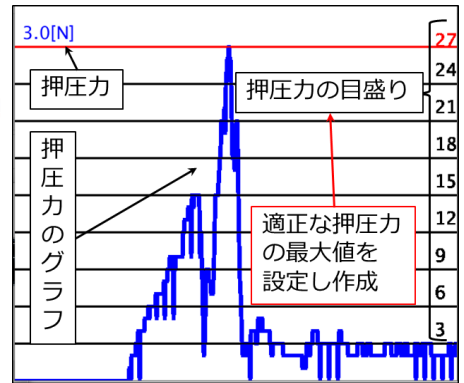 3.0[N]
27
押圧力
24
押圧力の目盛り
21
押圧力のグラフ
18
15
適正な押圧力
の最大値を
設定し作成
12
9
6
3